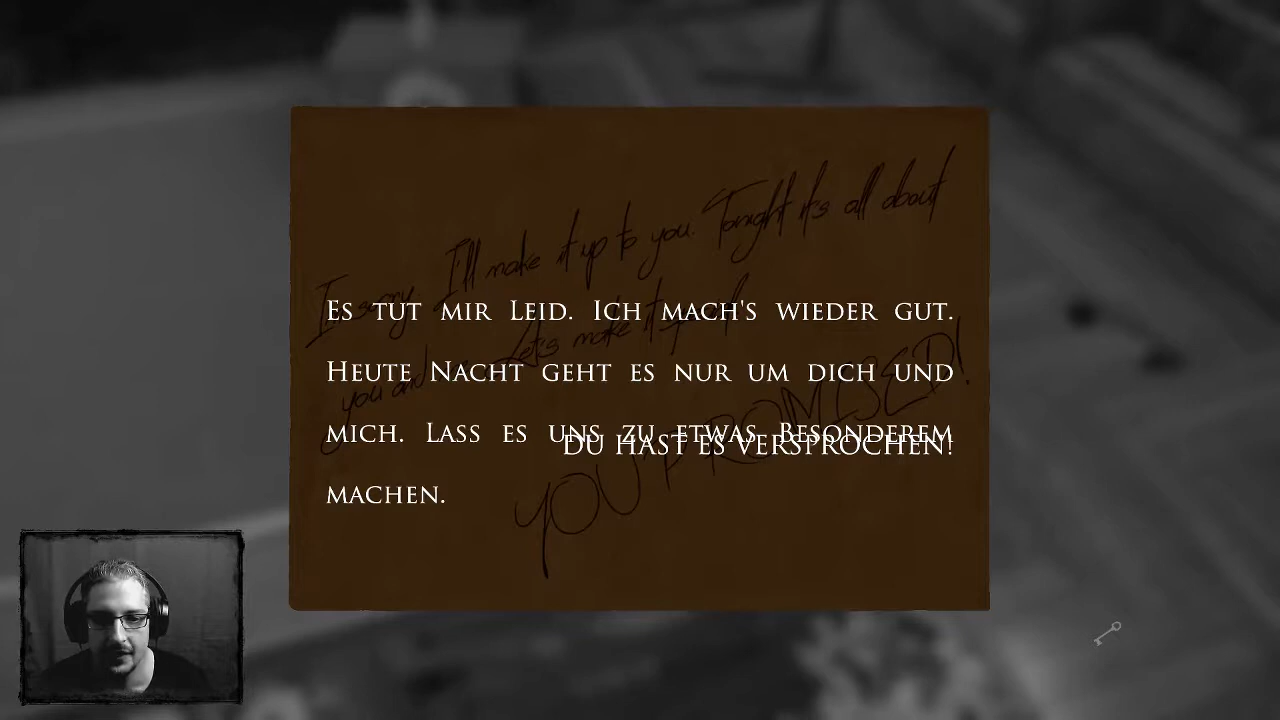 I'm sorry. I'll make it up to you. Tonight it's all about
you and Let's make it
YOU PROMISED!
Es tut mir Leid. Ich mach's wieder gut.
Heute Nacht geht es nur um dich und
mich. Lass es uns zu etwas Besonderem
machen.
Du hast es versprochen!